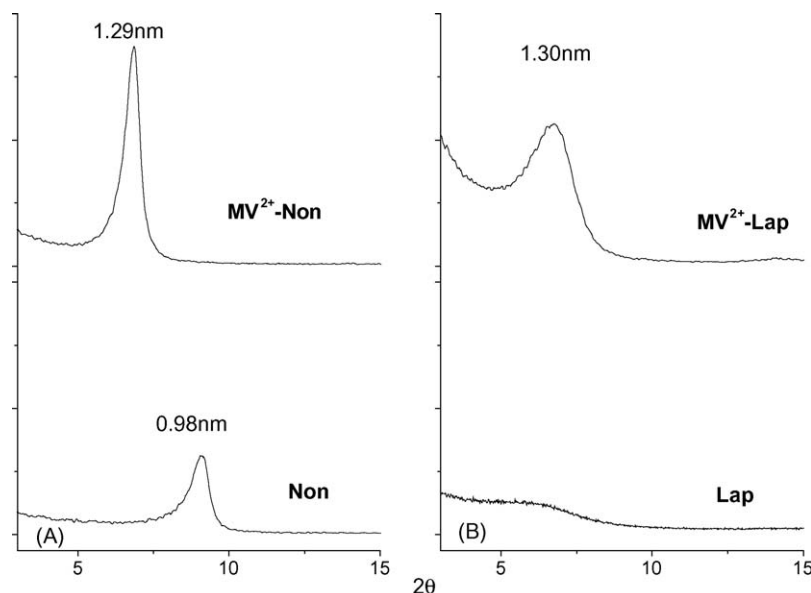 1.29nm
MV²⁺-Non
0.98nm
Non
(A)
5
10
15
1.30nm
MV²⁺-Lap
Lap
(B)
5
10
15
2θ